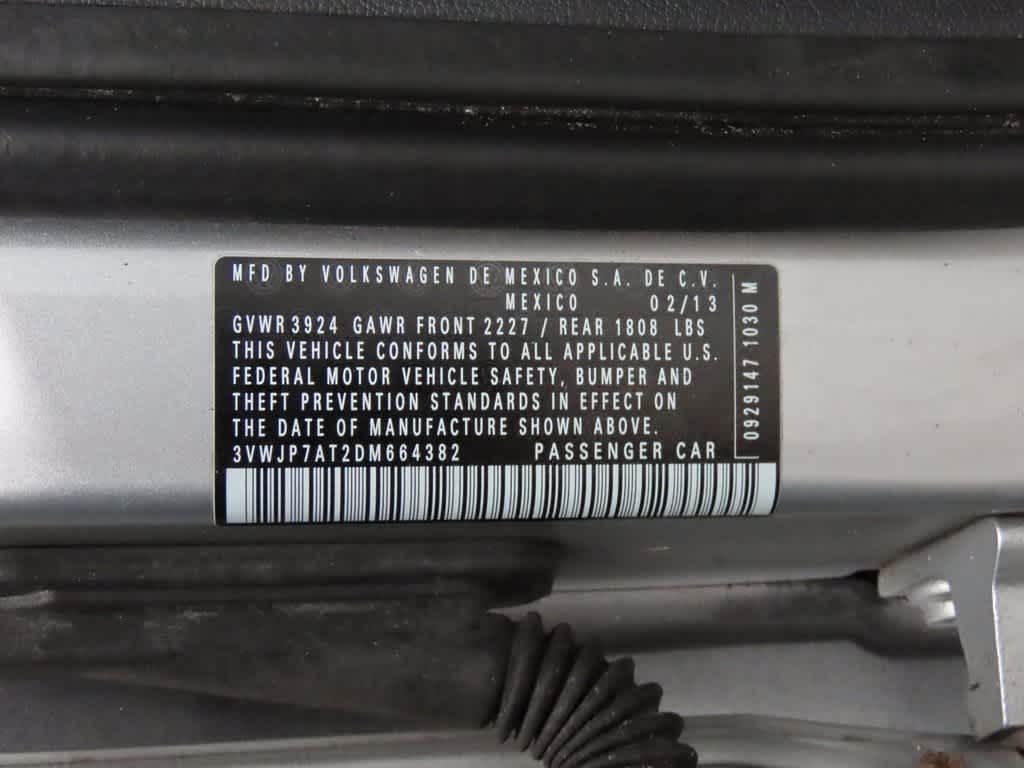 MFD BY VOLKSWAGEN DE MEXICO S.A. DE C.V.
MEXICO 02/13
GVWR 3924 GAWR FRONT 2227 / REAR 1808 LBS
THIS VEHICLE CONFORMS TO ALL APPLICABLE U.S.
FEDERAL MOTOR VEHICLE SAFETY, BUMPER AND
THEFT PREVENTION STANDARDS IN EFFECT ON
THE DATE OF MANUFACTURE SHOWN ABOVE.
3VWJP7AT2DM664382 PASSENGER CAR
0929147 1030 M